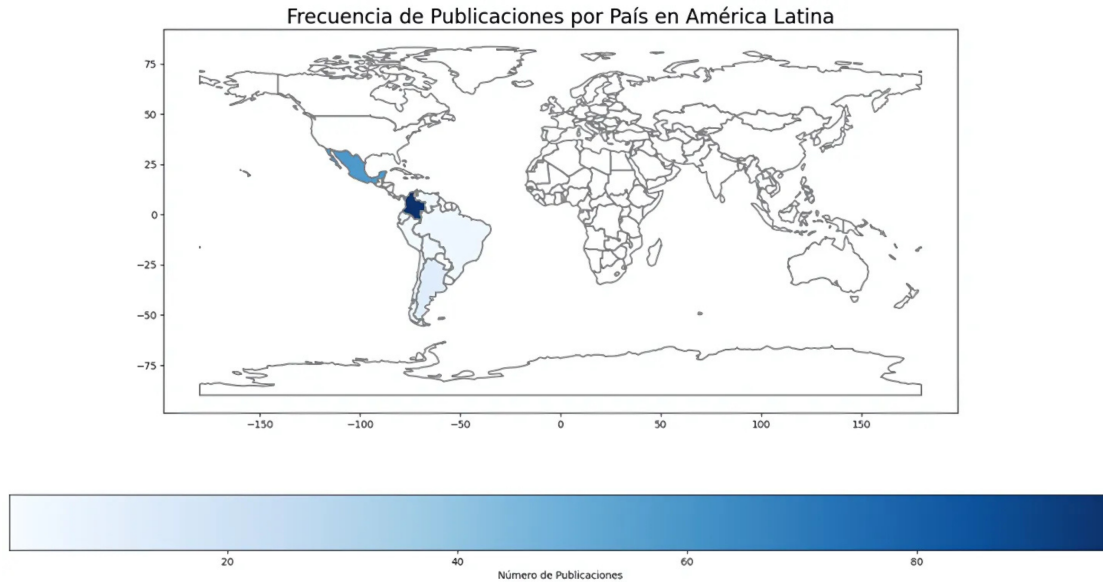 Frecuencia de Publicaciones por País en América Latina
75
50
25
0
−25
−50
−75
−150 −100 −50 0 50 100 150
20 40 60 80
Número de Publicaciones